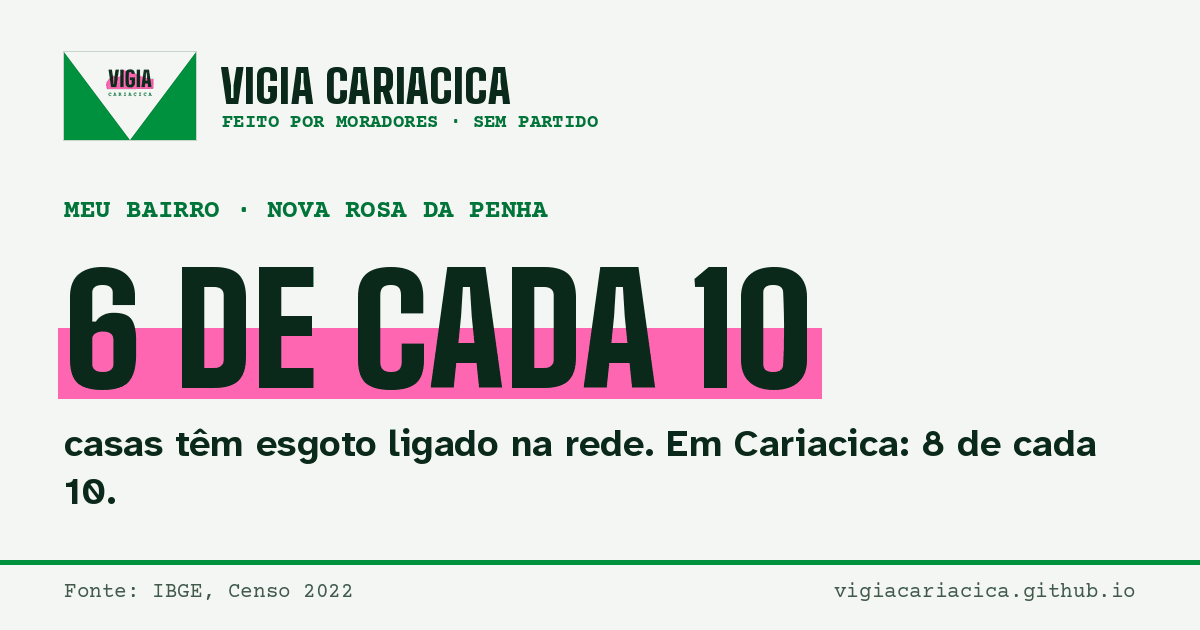 VIGIA
CARIACICA
VIGIA CARIACICA
FEITO POR MORADORES · SEM PARTIDO
MEU BAIRRO · NOVA ROSA DA PENHA
6 DE CADA 10
casas têm esgoto ligado na rede. Em Cariacica: 8 de cada
10.
Fonte: IBGE, Censo 2022
vigiacariacica.github.io